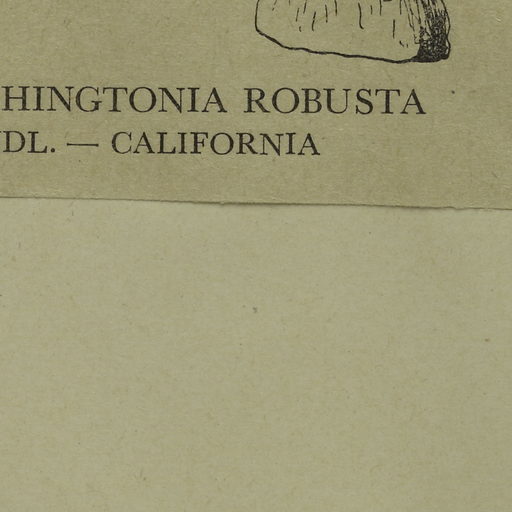 HINGTONIA ROBUSTA
DL. — CALIFORNIA